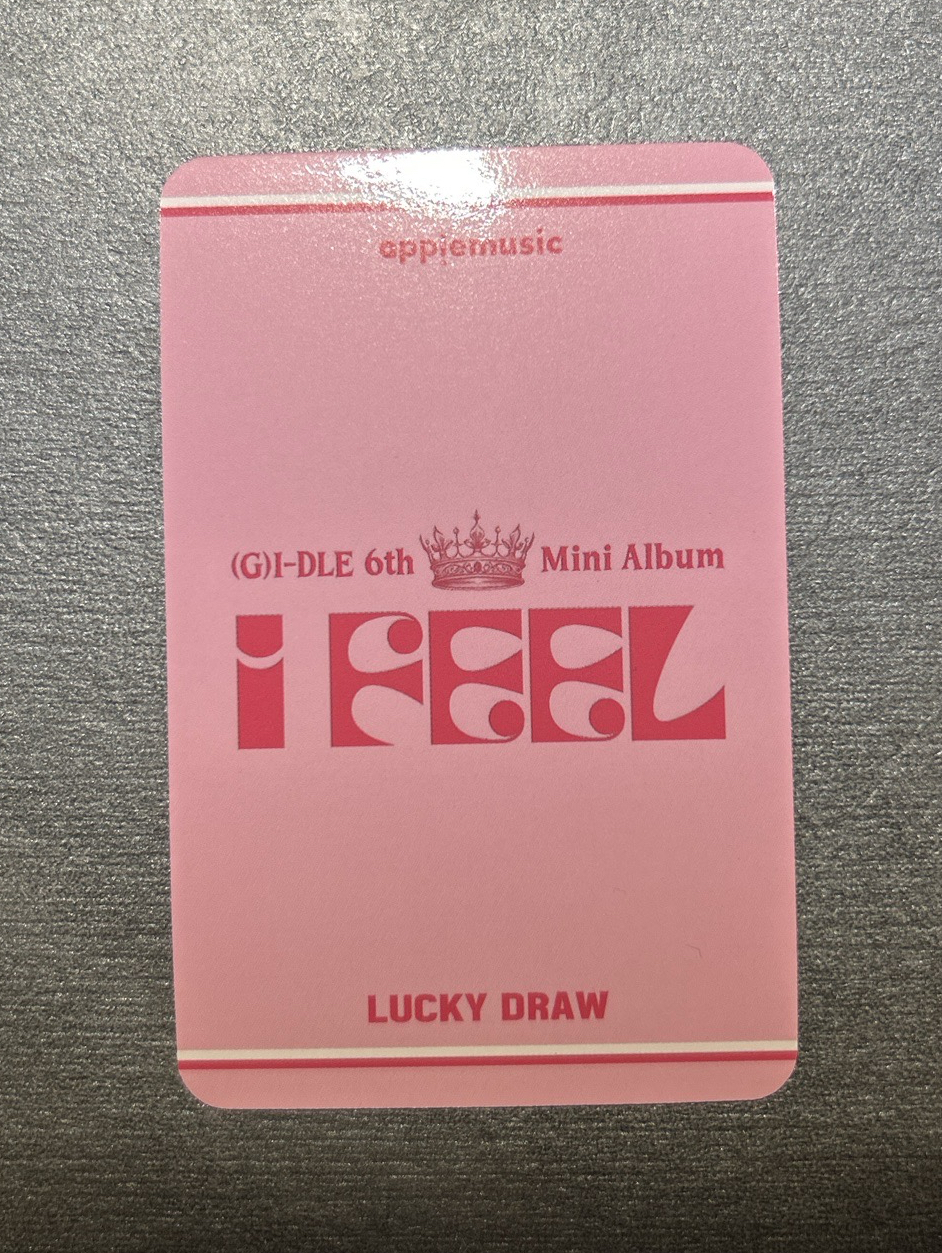 applemusic
(G)I-DLE 6th Mini Album
I FEEL
LUCKY DRAW